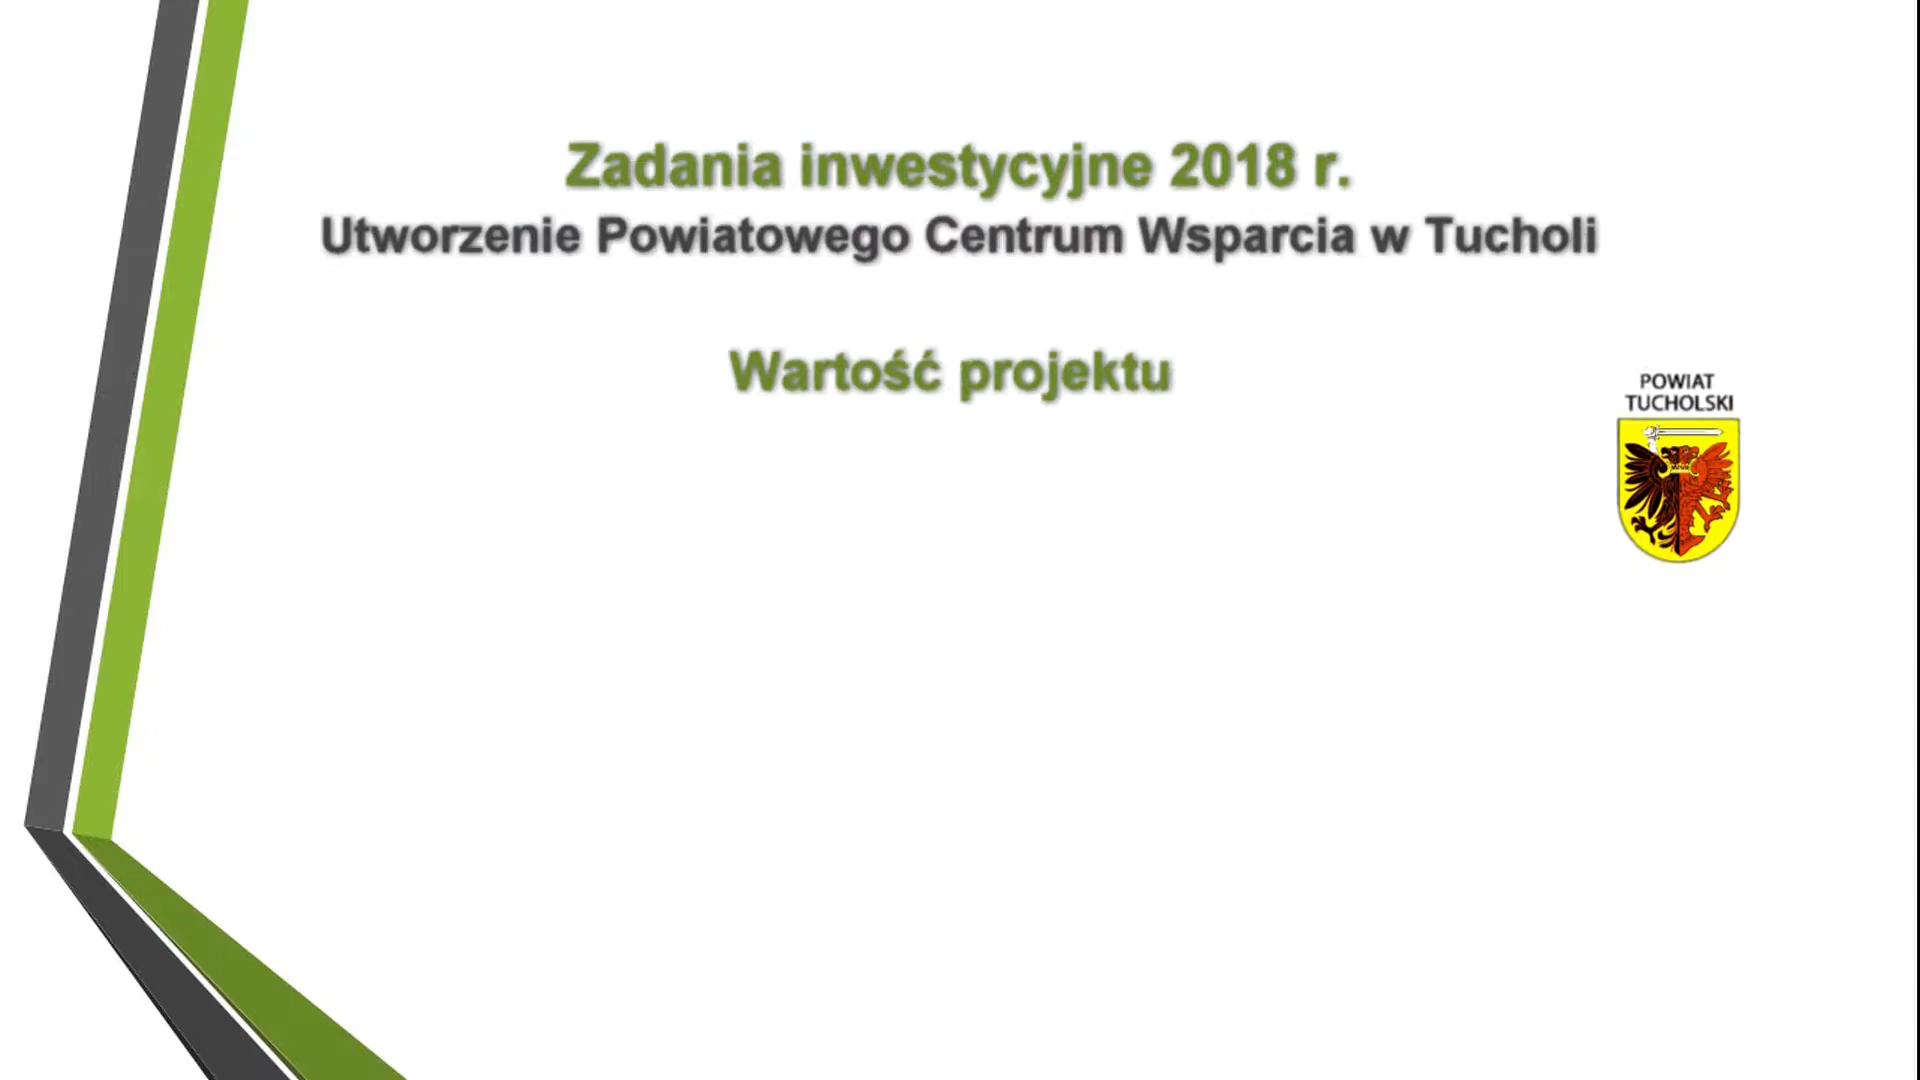 Zadania inwestycyjne 2018 r.
Utworzenie Powiatowego Centrum Wsparcia w Tucholi
Wartość projektu
POWIAT
TUCHOLSKI